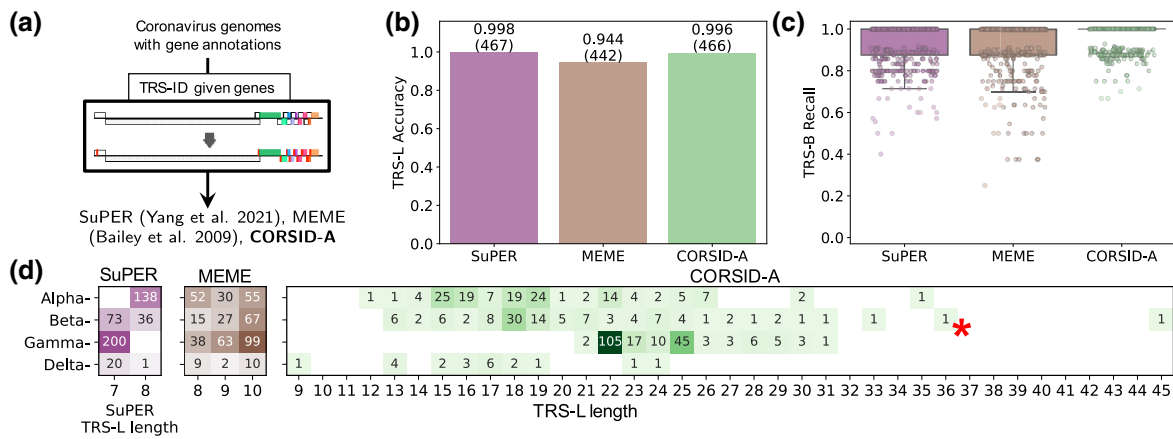 (a)
Coronavirus genomes
with gene annotations
TRS-ID given genes
SuPER (Yang et al. 2021), MEME
(Bailey et al. 2009), CORSID-A
(b)
TRS-L Accuracy
1.0
0.8
0.6
0.4
0.2
0.0
0.998
(467)
0.944
(442)
0.996
(466)
SuPER MEME CORSID-A
(c)
TRS-B Recall
1.0
0.8
0.6
0.4
0.2
0.0
SuPER MEME CORSID-A
(d)
SuPER MEME CORSID-A
Alpha- 138 52 30 55 1 1 4 15 19 7 19 24 1 2 14 4 2 5 7 2 1
Beta- 73 36 15 27 67 6 2 2 8 30 14 5 7 3 4 7 6 4 1 2 1 2 1 1 1 1
Gamma- 200 38 63 99 2 105 17 10 45 3 3 6 5 3 1
Delta- 20 1 9 2 10 1 4 2 3 6 2 1 1
7 8 8 9 10 9 10 11 12 13 14 15 16 17 18 19 20 21 22 23 24 25 26 27 28 29 30 31 32 33 34 35 36 37 38 39 40 41 42 43 44 45
SuPER
TRS-L length
TRS-L length
*